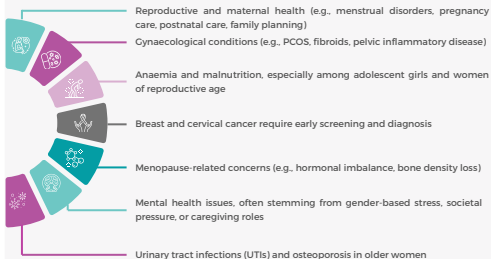 Reproductive and maternal health (e.g., menstrual disorders, pregnancy
care, postnatal care, family planning)
Gynaecological conditions (e.g., PCOS, fibroids, pelvic inflammatory disease)
Anaemia and malnutrition, especially among adolescent girls and women
of reproductive age
Breast and cervical cancer require early screening and diagnosis
Menopause-related concerns (e.g., hormonal imbalance, bone density loss)
Mental health issues, often stemming from gender-based stress, societal
pressure, or caregiving roles
Urinary tract infections (UTIs) and osteoporosis in older women